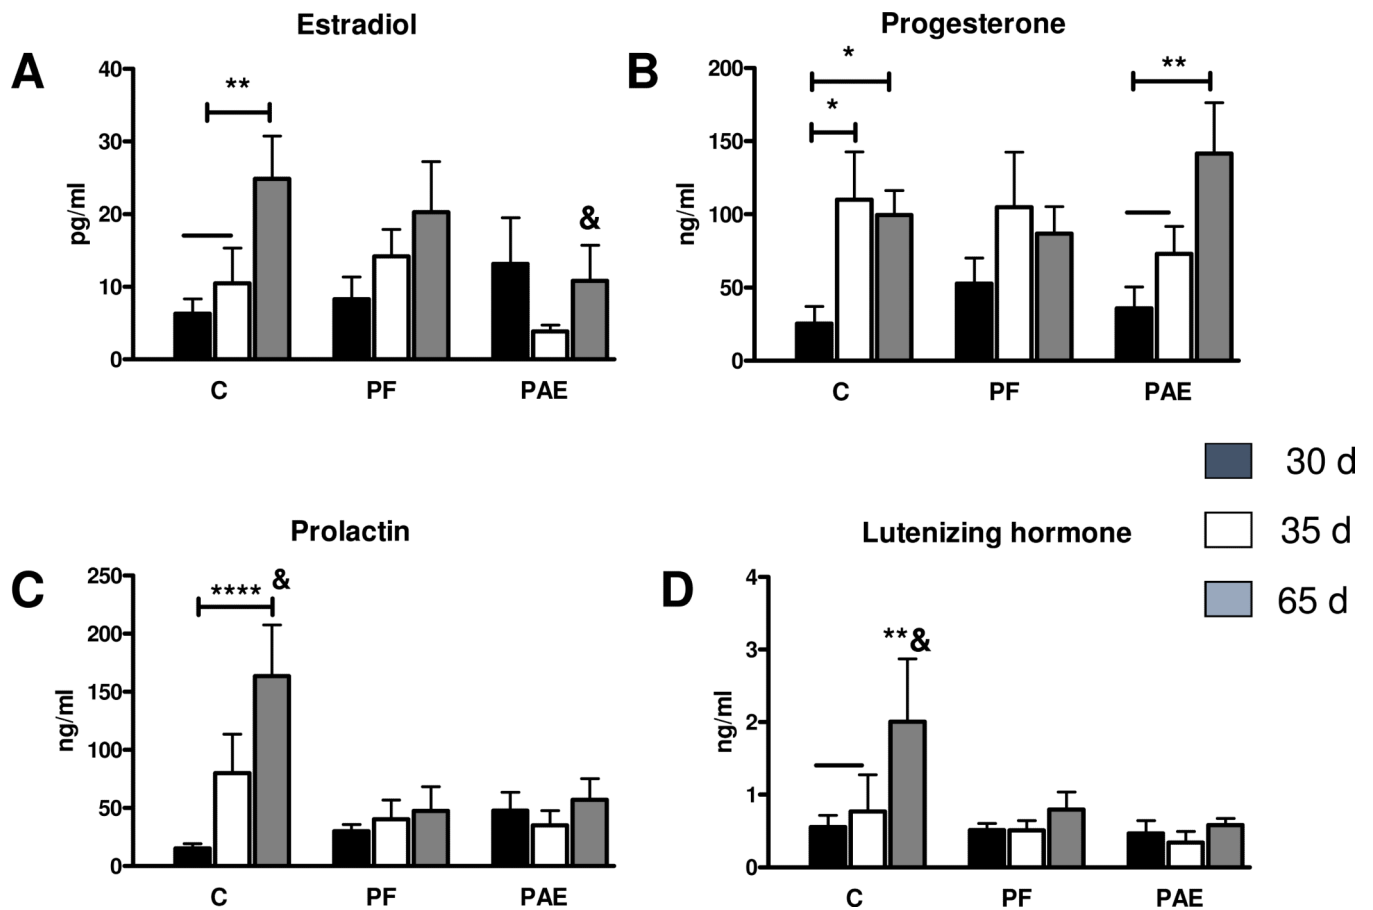 Estradiol
A
40
30
20
10
0
pg/ml
**
&
C PF PAE
Progesterone
B
200
150
100
50
0
ng/ml
*
*
**
C PF PAE
30 d
35 d
65 d
Prolactin
C
250
200
150
100
50
0
ng/ml
**** &
C PF PAE
Lutenizing hormone
D
4
3
2
1
0
ng/ml
**&
C PF PAE